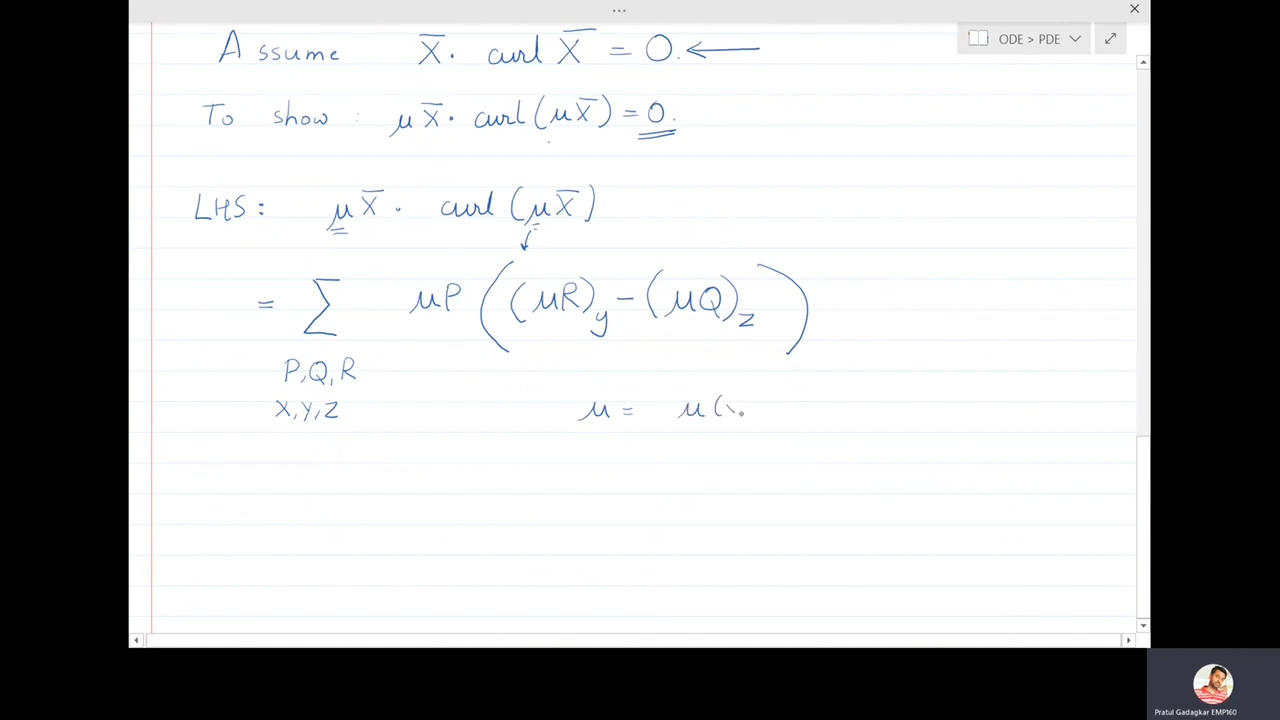 ODE > PDE
Assume X̄ · curl X̄ = 0. ←
To show : μX̄ · curl (μX̄) = 0.
LHS : μX̄ · curl (μX̄)
= ∑ μP ((μR)y − (μQ)z)
P,Q,R
X,Y,Z μ = μ(x
Pratul Gadagkar EMP160